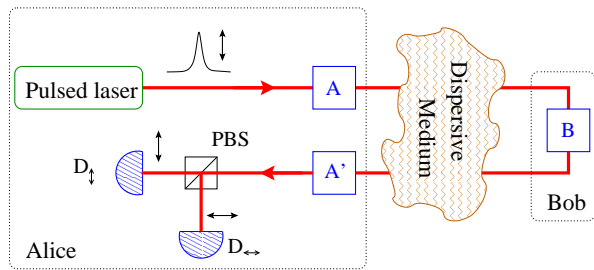 Pulsed laser
A
Dispersive
Medium
B
D↕
PBS
A'
Bob
D↔
Alice